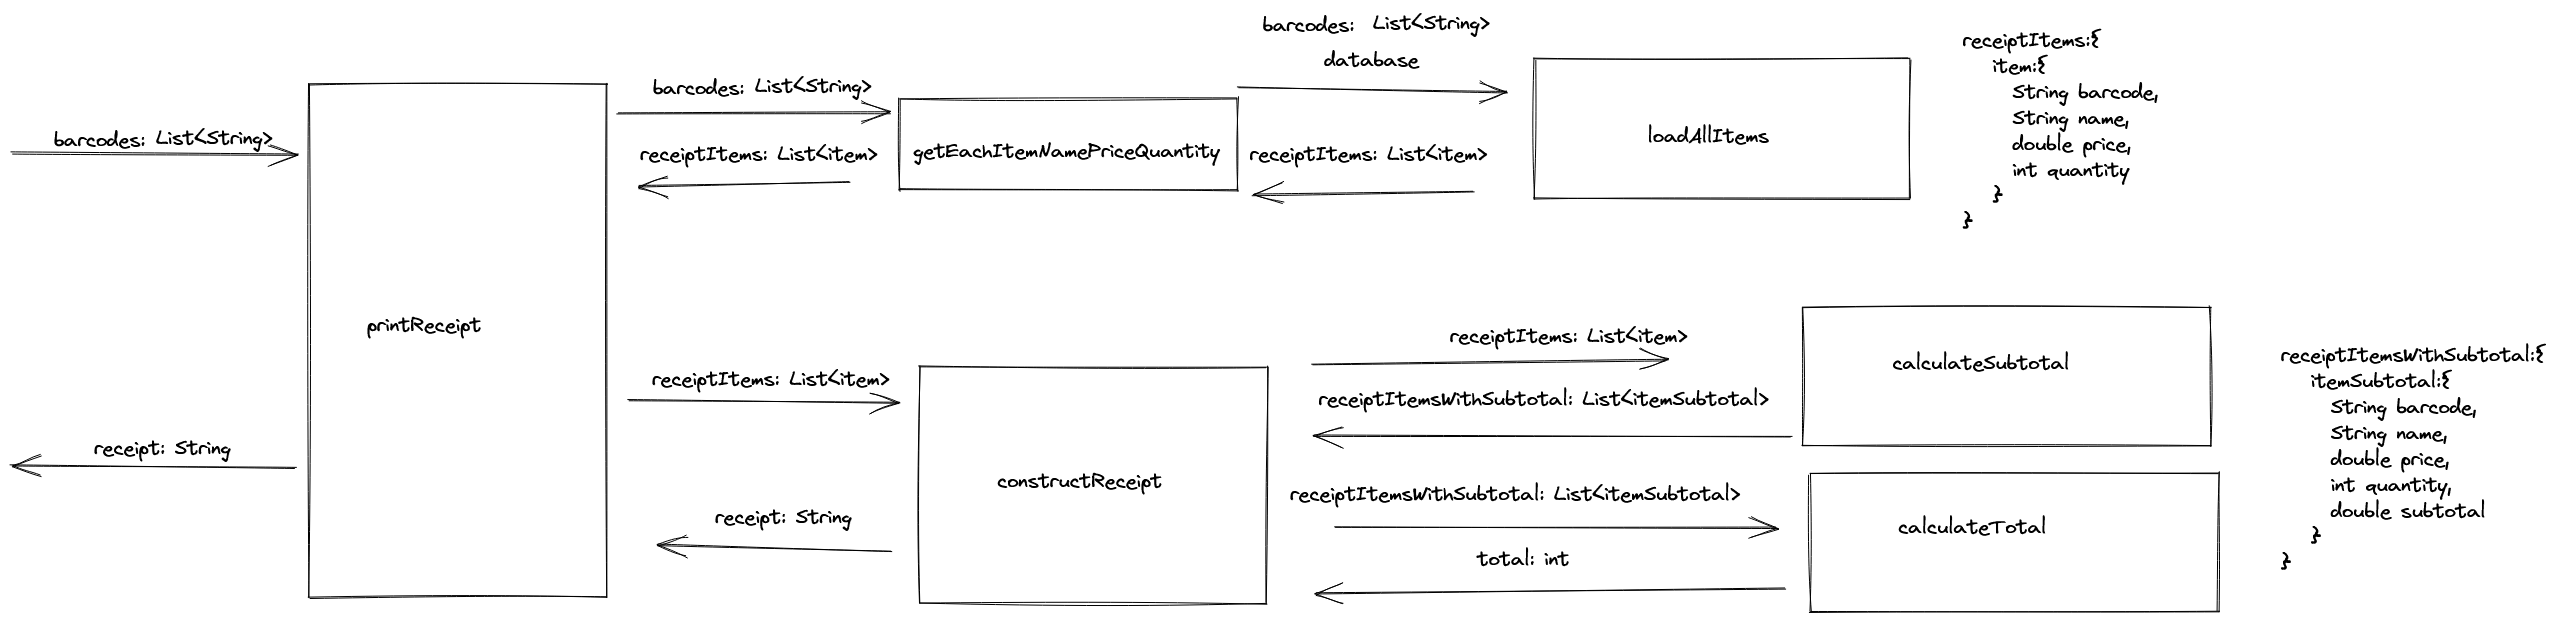 barcodes: List<String>
receipt: String
printReceipt
barcodes: List<String>
receiptItems: List<item>
getEachItemNamePriceQuantity
barcodes: List<String>
database
receiptItems: List<item>
loadAllItems
receiptItems:{
item:{
String barcode,
String name,
double price,
int quantity
}
}
receiptItems: List<item>
receipt: String
constructReceipt
receiptItems: List<item>
receiptItemsWithSubtotal: List<itemSubtotal>
calculateSubtotal
receiptItemsWithSubtotal: List<itemSubtotal>
total: int
calculateTotal
receiptItemsWithSubtotal:{
itemSubtotal:{
String barcode,
String name,
double price,
int quantity,
double subtotal
}
}